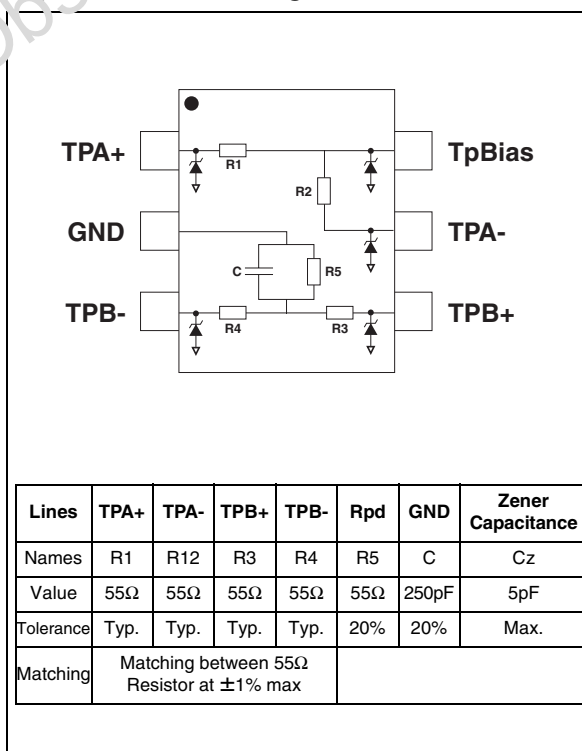 TPA+
R1
TpBias
R2
GND
TPA-
C
R5
TPB-
R4
R3
TPB+
Lines TPA+ TPA- TPB+ TPB- Rpd GND Zener Capacitance
Names R1 R12 R3 R4 R5 C Cz
Value 55Ω 55Ω 55Ω 55Ω 55Ω 250pF 5pF
Tolerance Typ. Typ. Typ. Typ. 20% 20% Max.
Matching Matching between 55Ω
Resistor at ±1% max